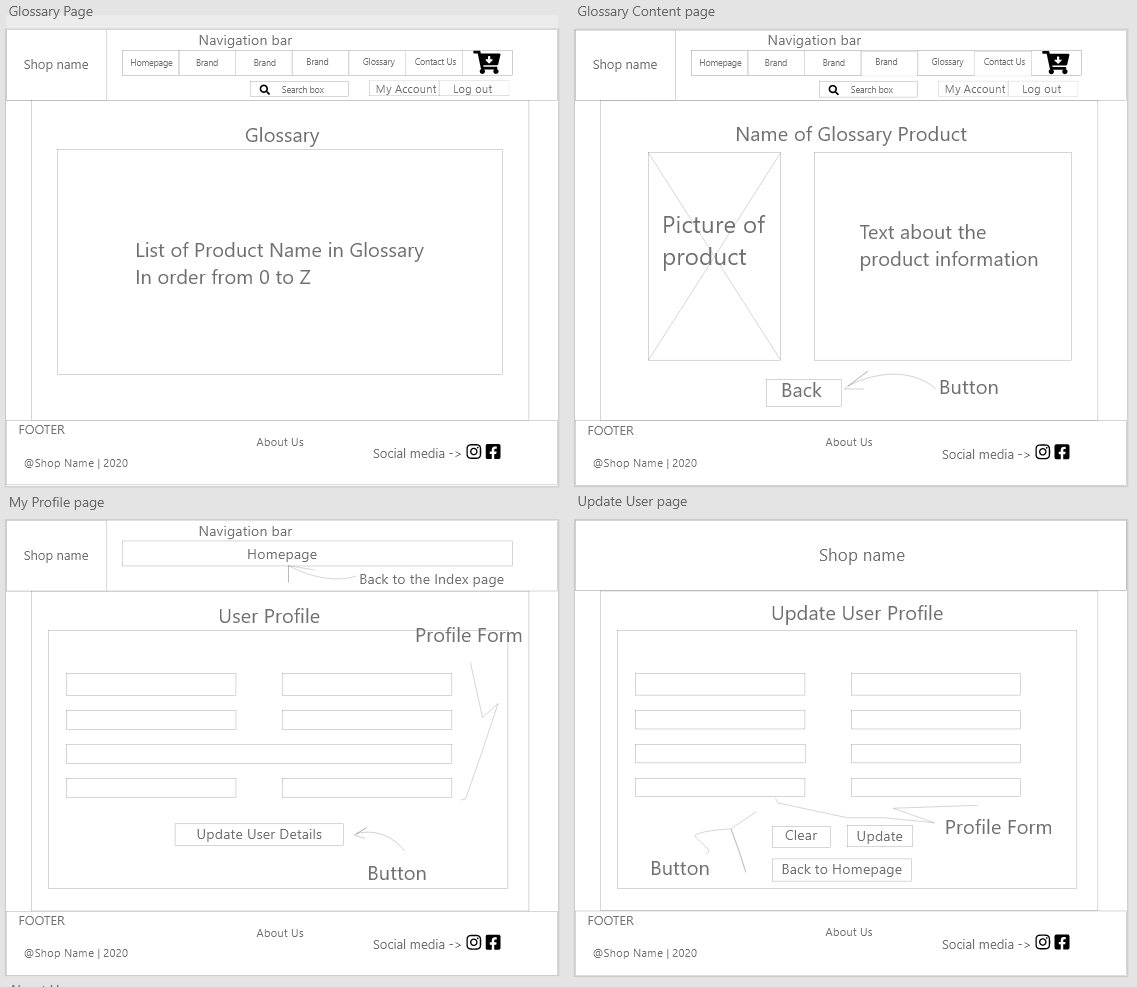 Glossary Page
Navigation bar
Shop name
Homepage Brand Brand Brand Glossary Contact Us
Search box My Account Log out
Glossary
List of Product Name in Glossary
In order from 0 to Z
FOOTER
About Us
Social media ->
@Shop Name | 2020
Glossary Content page
Navigation bar
Shop name
Homepage Brand Brand Brand Glossary Contact Us
Search box My Account Log out
Name of Glossary Product
Picture of
product
Text about the
product information
Back
Button
FOOTER
About Us
Social media ->
@Shop Name | 2020
My Profile page
Navigation bar
Shop name
Homepage
Back to the Index page
User Profile
Profile Form
Update User Details
Button
FOOTER
About Us
Social media ->
@Shop Name | 2020
Update User page
Shop name
Update User Profile
Clear Update
Profile Form
Button
Back to Homepage
FOOTER
About Us
Social media ->
@Shop Name | 2020